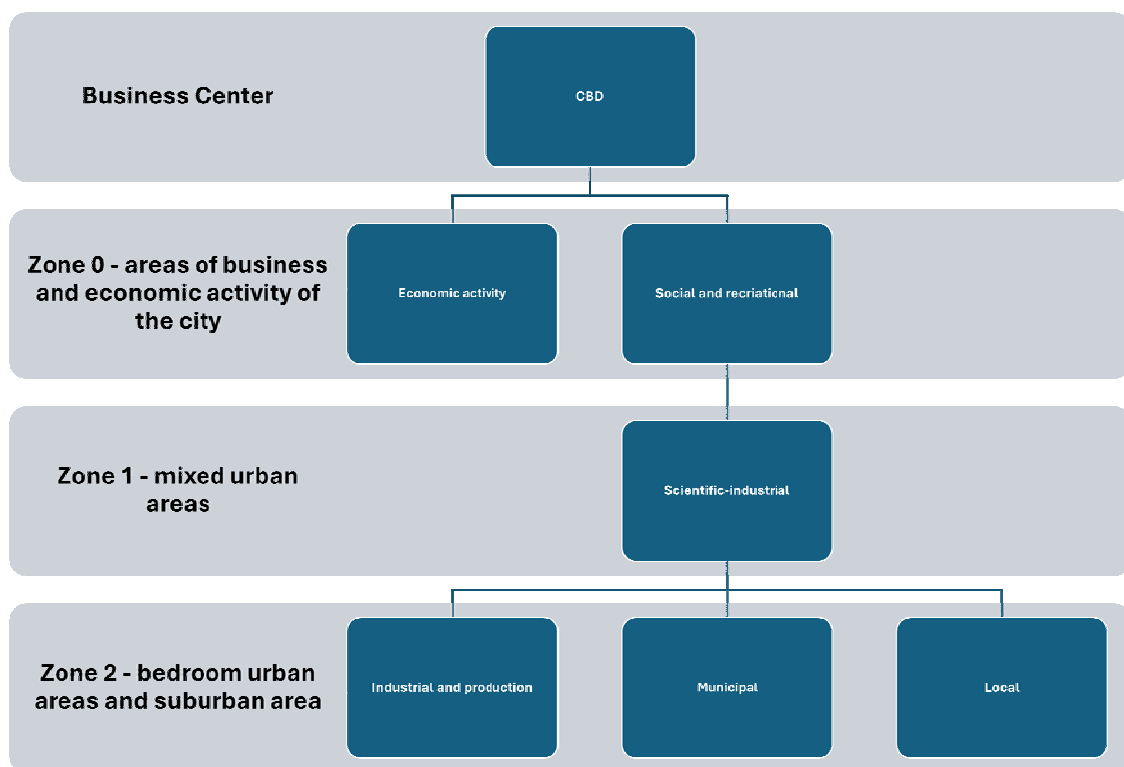 Business Center
CBD
Zone 0 - areas of business
and economic activity of
the city
Economic activity
Social and recriaticnal
Zone 1 - mixed urban
areas
Scientific-industrial
Zone 2 - bedroom urban
areas and suburban area
Industrial and production
Municipal
Local